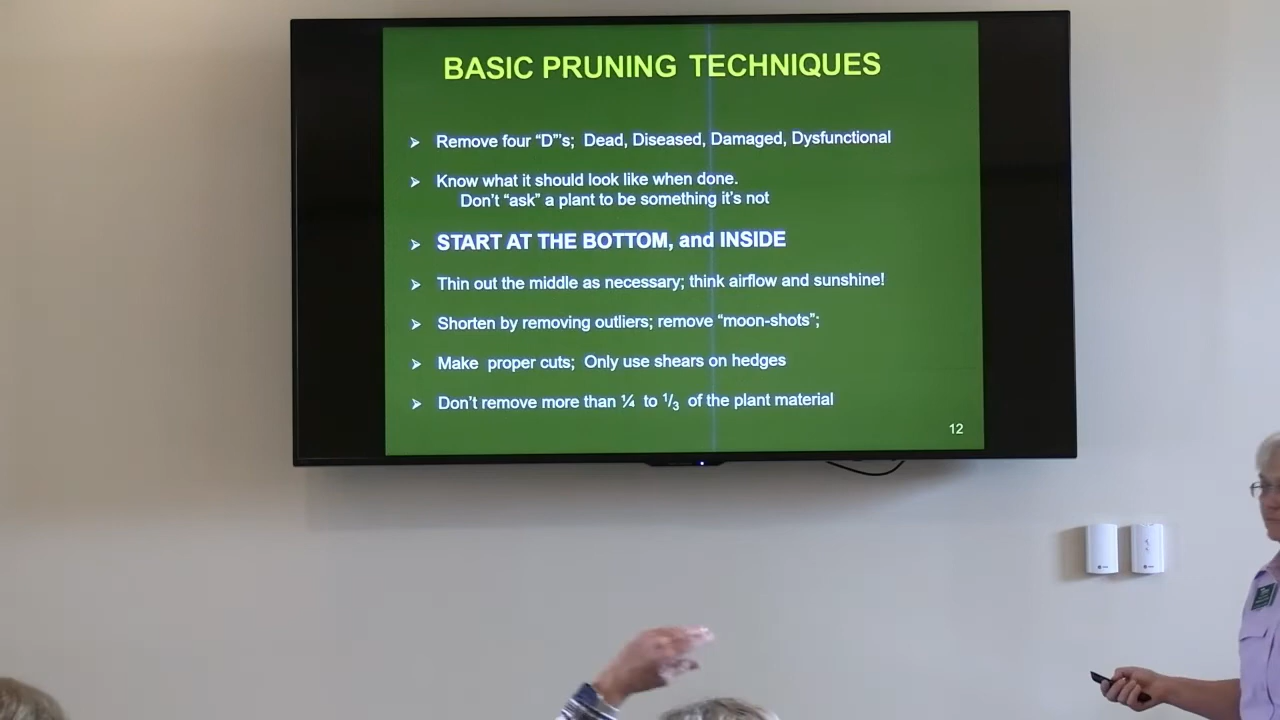 BASIC PRUNING TECHNIQUES
➢ Remove four “D”’s; Dead, Diseased, Damaged, Dysfunctional
➢ Know what it should look like when done.
Don’t “ask” a plant to be something it’s not
➢ START AT THE BOTTOM, and INSIDE
➢ Thin out the middle as necessary; think airflow and sunshine!
➢ Shorten by removing outliers; remove “moon-shots”;
➢ Make proper cuts; Only use shears on hedges
➢ Don’t remove more than ¼ to 1/3 of the plant material
12